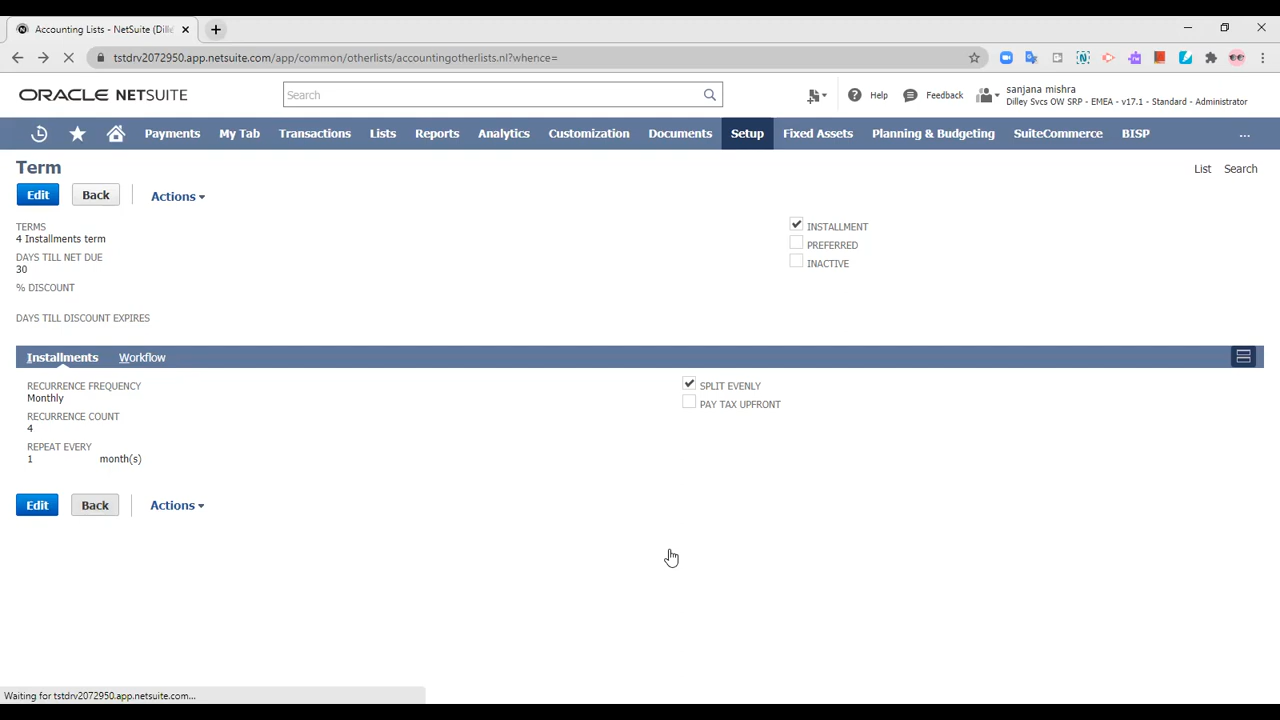 Accounting Lists - NetSuite (Dille
tstdrv2072950.app.netsuite.com/app/common/otherlists/accountingotherlists.nl?whence=
ORACLE NETSUITE
Search
Help
Feedback
sanjana mishra
Dilley Svcs OW SRP - EMEA - v17.1 - Standard - Administrator
Payments My Tab Transactions Lists Reports Analytics Customization Documents Setup Fixed Assets Planning & Budgeting SuiteCommerce BISP ...
Term
List Search
Edit Back Actions
TERMS
4 Installments term
DAYS TILL NET DUE
30
% DISCOUNT
DAYS TILL DISCOUNT EXPIRES
INSTALLMENT
PREFERRED
INACTIVE
Installments Workflow
RECURRENCE FREQUENCY
Monthly
RECURRENCE COUNT
4
REPEAT EVERY
1 month(s)
SPLIT EVENLY
PAY TAX UPFRONT
Edit Back Actions
Waiting for tstdrv2072950.app.netsuite.com...